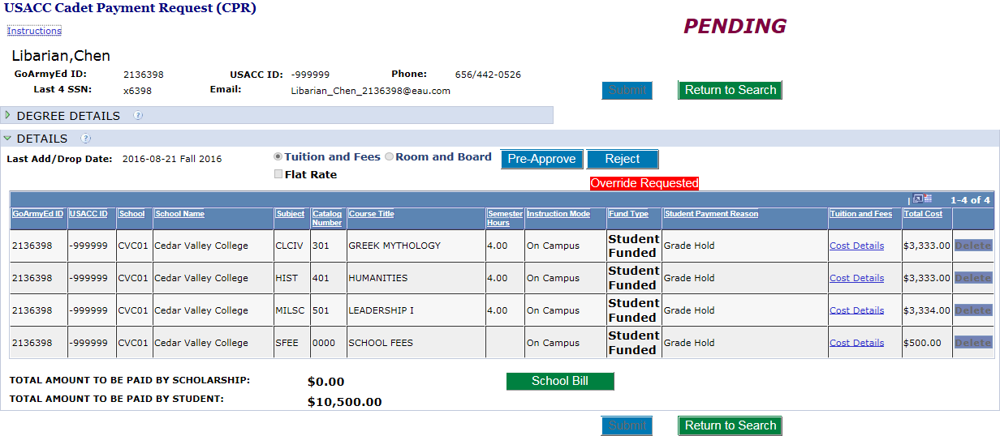 USACC Cadet Payment Request (CPR)
Instructions
PENDING
Libarian,Chen
GoArmyEd ID: 2136398 USACC ID: -999999 Phone: 656/442-0526
Last 4 SSN: x6398 Email: Libarian_Chen_2136398@eau.com
Submit Return to Search
DEGREE DETAILS ?
DETAILS ?
Last Add/Drop Date: 2016-08-21 Fall 2016 Tuition and Fees Room and Board Pre-Approve Reject
Flat Rate
Override Requested
| 1-4 of 4
GoArmyEd ID USACC ID School School Name Subject Catalog Number Course Title Semester Hours Instruction Mode Fund Type Student Payment Reason Tuition and Fees Total Cost
2136398 -999999 CVC01 Cedar Valley College CLCIV 301 GREEK MYTHOLOGY 4.00 On Campus Student Funded Grade Hold Cost Details $3,333.00 Delete
2136398 -999999 CVC01 Cedar Valley College HIST 401 HUMANITIES 4.00 On Campus Student Funded Grade Hold Cost Details $3,333.00 Delete
2136398 -999999 CVC01 Cedar Valley College MILSC 501 LEADERSHIP I 4.00 On Campus Student Funded Grade Hold Cost Details $3,334.00 Delete
2136398 -999999 CVC01 Cedar Valley College SFEE 0000 SCHOOL FEES On Campus Student Funded Grade Hold Cost Details $500.00 Delete
TOTAL AMOUNT TO BE PAID BY SCHOLARSHIP: $0.00 School Bill
TOTAL AMOUNT TO BE PAID BY STUDENT: $10,500.00
Submit Return to Search